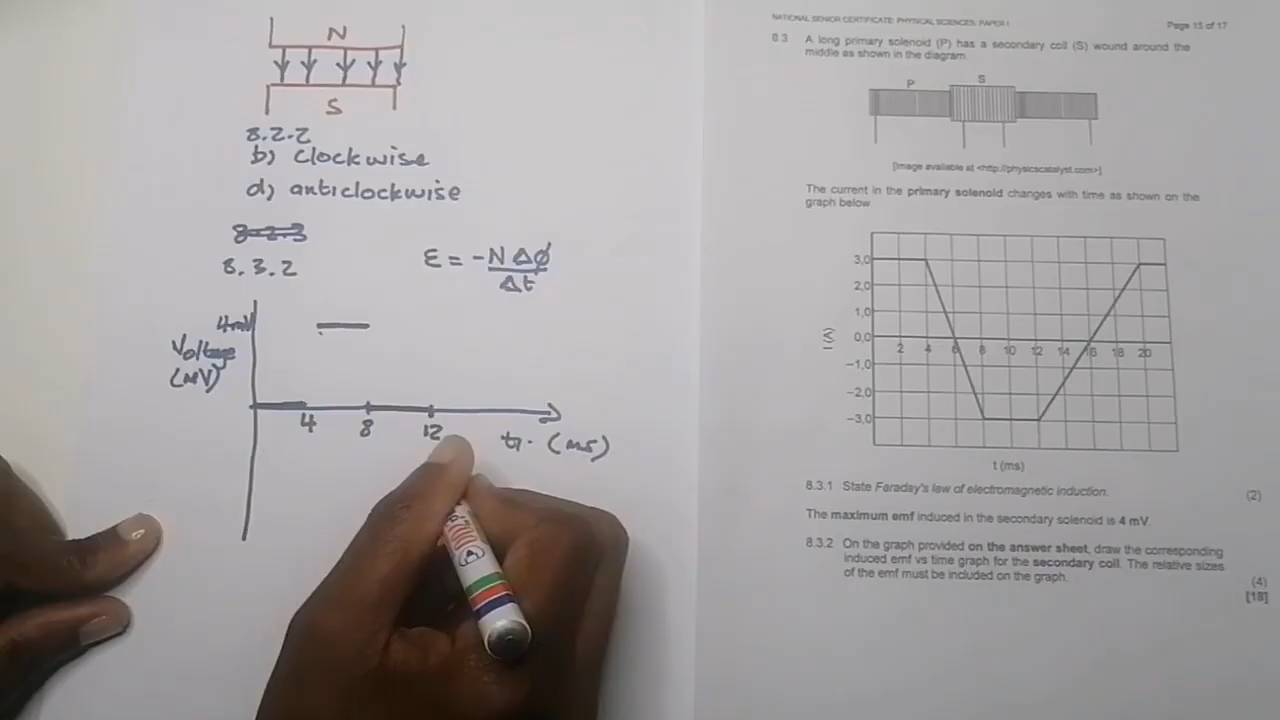 N
S
8.2.2
b) clockwise
d) anticlockwise
8.2.3
8.3.2
ε = -NΔϕ
Δt
4mV
Voltage
(MV)
4
8
12
(ms)
NATIONAL SENIOR CERTIFICATE: PHYSICAL SCIENCES: PAPER I
Page 15 of 17
8.3 A long primary solenoid (P) has a secondary coil (S) wound around the
middle as shown in the diagram.
P
S
[Image available at <http://physicscatalyst.com>]
The current in the primary solenoid changes with time as shown on the
graph below
3,0
2,0
1,0
0,0
–1,0
–2,0
–3,0
I (A)
2 4 6 8 10 12 14 16 18 20
t (ms)
8.3.1 State Faraday's law of electromagnetic induction. (2)
The maximum emf induced in the secondary solenoid is 4 mV.
8.3.2 On the graph provided on the answer sheet, draw the corresponding
induced emf vs time graph for the secondary coil. The relative sizes
of the emf must be included on the graph. (4)
[18]